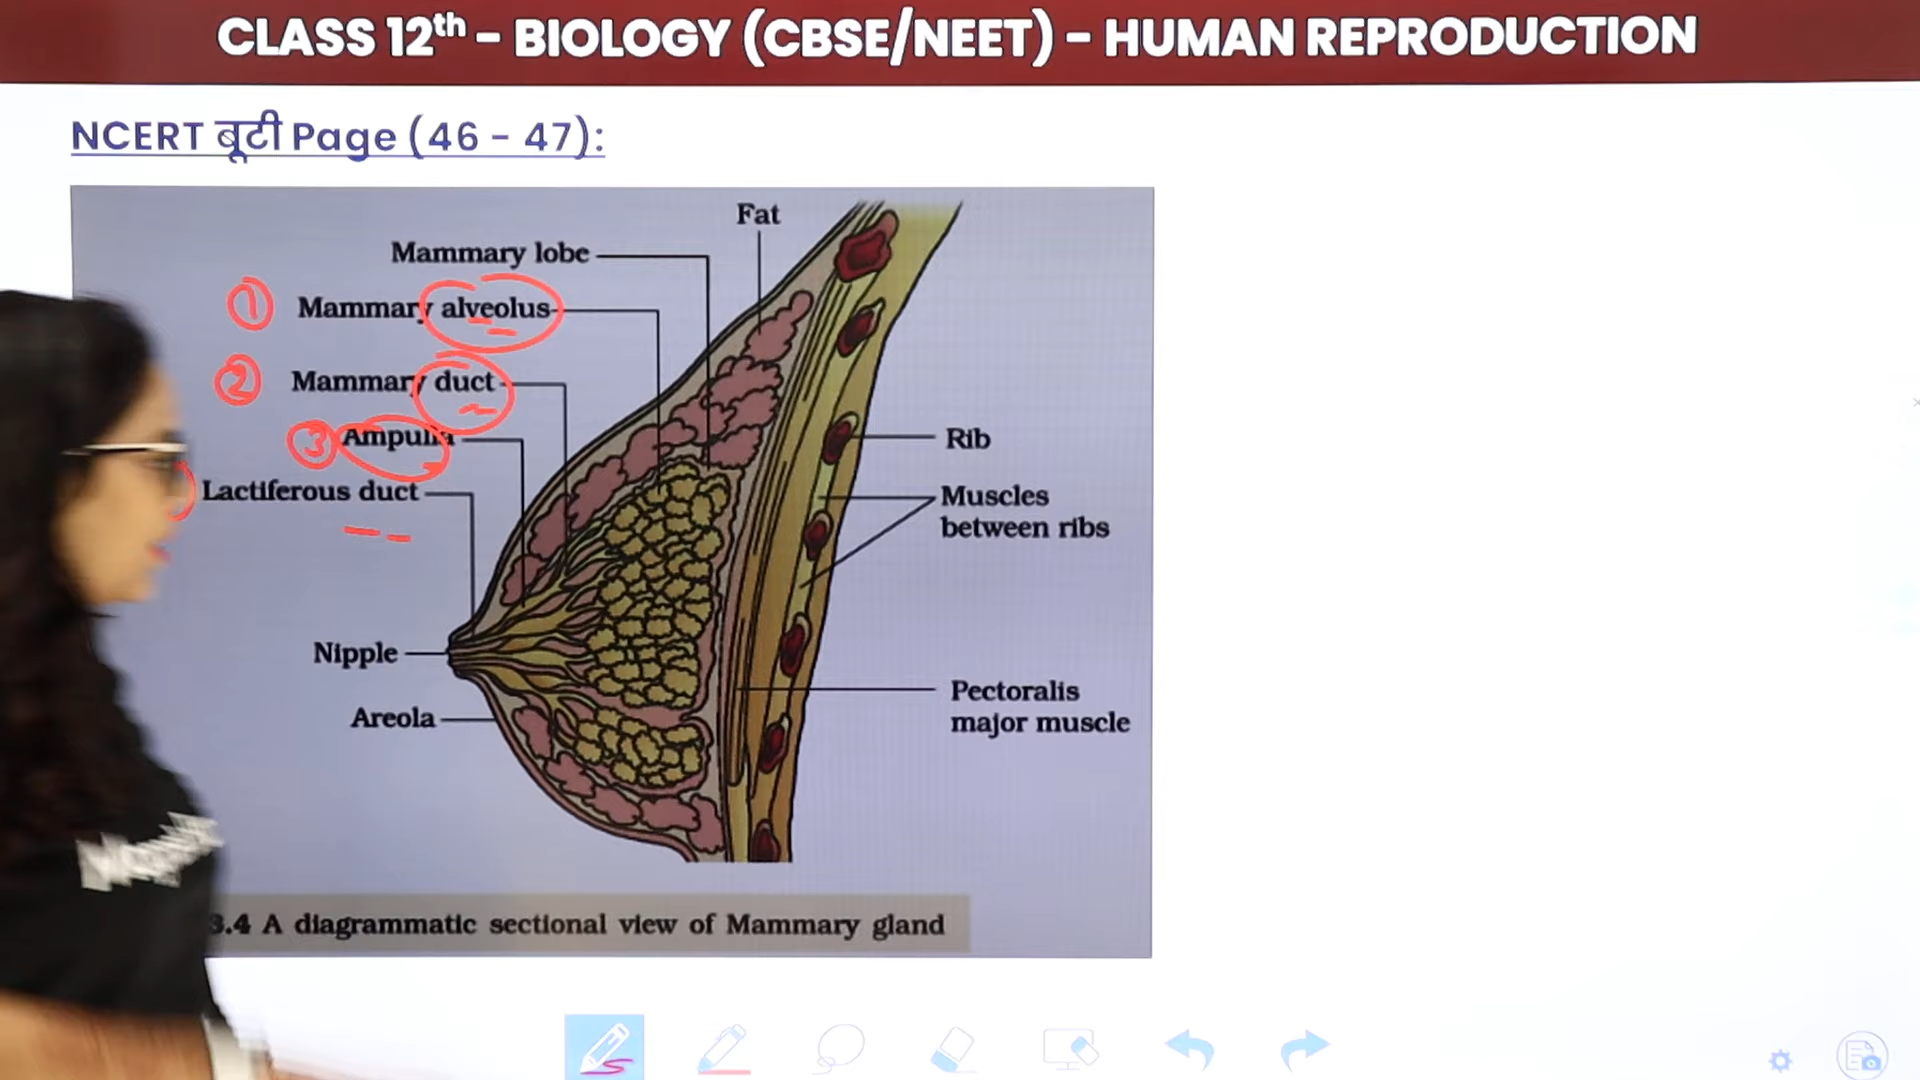 CLASS 12th - BIOLOGY (CBSE/NEET) - HUMAN REPRODUCTION
NCERT बूटी Page (46 - 47):
Fat
Mammary lobe
① Mammary alveolus
② Mammary duct
③ Ampulla
Lactiferous duct
Nipple
Areola
Rib
Muscles
between ribs
Pectoralis
major muscle
3.4 A diagrammatic sectional view of Mammary gland